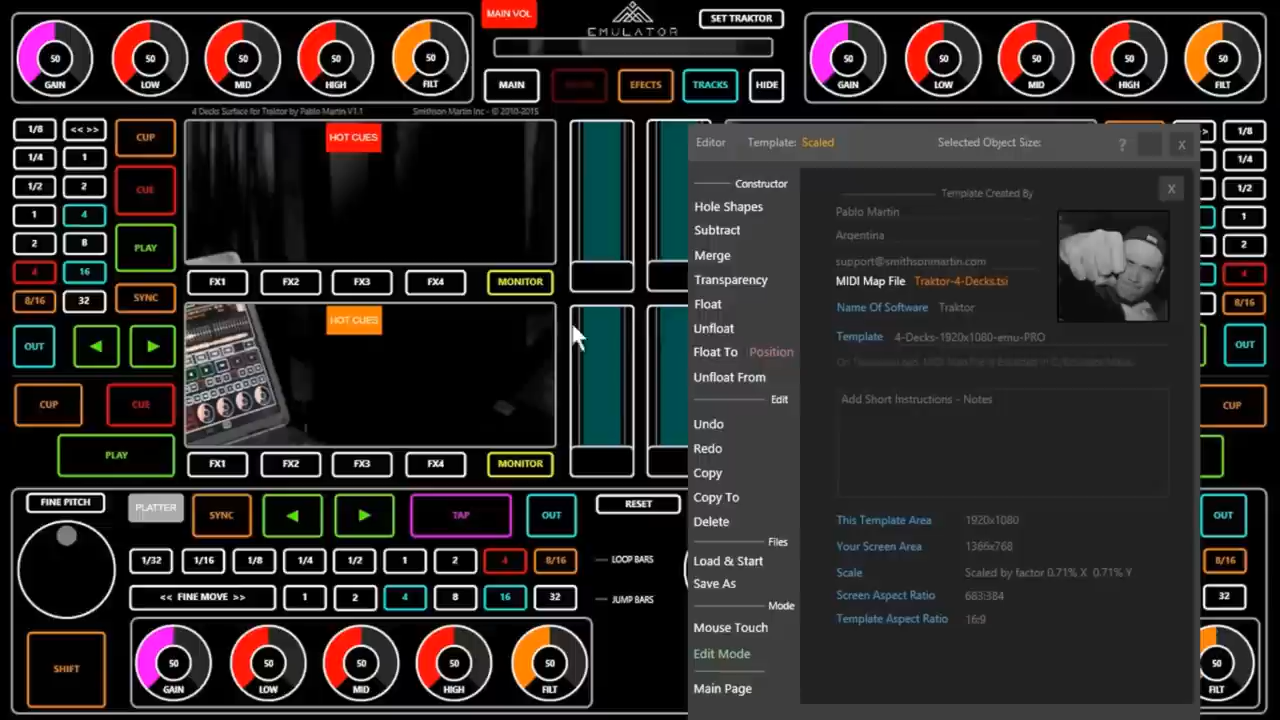 MAIN VOL
EMULATOR
SET TRAKTOR
50 50 50 50 50
GAIN LOW MID HIGH FILT
MAIN EFFECTS TRACKS HIDE
50 50 50 50 50
GAIN LOW MID HIGH FILT
4 Decks Surface for Traktor by Pablo Martin V1.1
Smithson Martin Inc - © 2010-2015
1/8 << >> CUP
1/4 1
1/2 2 CUE
1 4
2 8 PLAY
4 16
8/16 32 SYNC
OUT
CUP CUE
PLAY
HOT CUES
FX1 FX2 FX3 FX4 MONITOR
HOT CUES
FX1 FX2 FX3 FX4 MONITOR
Editor Template: Scaled Selected Object Size: ? X
Constructor
Hole Shapes
Subtract
Merge
Transparency
Float
Unfloat
Float To Position
Unfloat From
Edit
Undo
Redo
Copy
Copy To
Delete
Files
Load & Start
Save As
Mode
Mouse Touch
Edit Mode
Main Page
X
Template Created By
Pablo Martin
Argentina
support@smithsonmartin.com
MIDI Map File Traktor-4-Decks.tsi
Name Of Software Traktor
Template 4-Decks-1920x1080-emu-PRO
Add Short Instructions - Notes
This Template Area 1920x1080
Your Screen Area 1366x768
Scale Scaled by factor 0.71% X 0.71% Y
Screen Aspect Ratio 683:384
Template Aspect Ratio 16:9
> 1/8
1/4
1/2
1
2
4
8/16
OUT
CUP
OUT
8/16
32
50
FILT
FINE PITCH
PLATTER SYNC TAP OUT RESET
1/32 1/16 1/8 1/4 1/2 1 2 4 8/16 LOOP BARS
<< FINE MOVE >> 1 2 4 8 16 32 JUMP BARS
SHIFT
50 50 50 50 50
GAIN LOW MID HIGH FILT